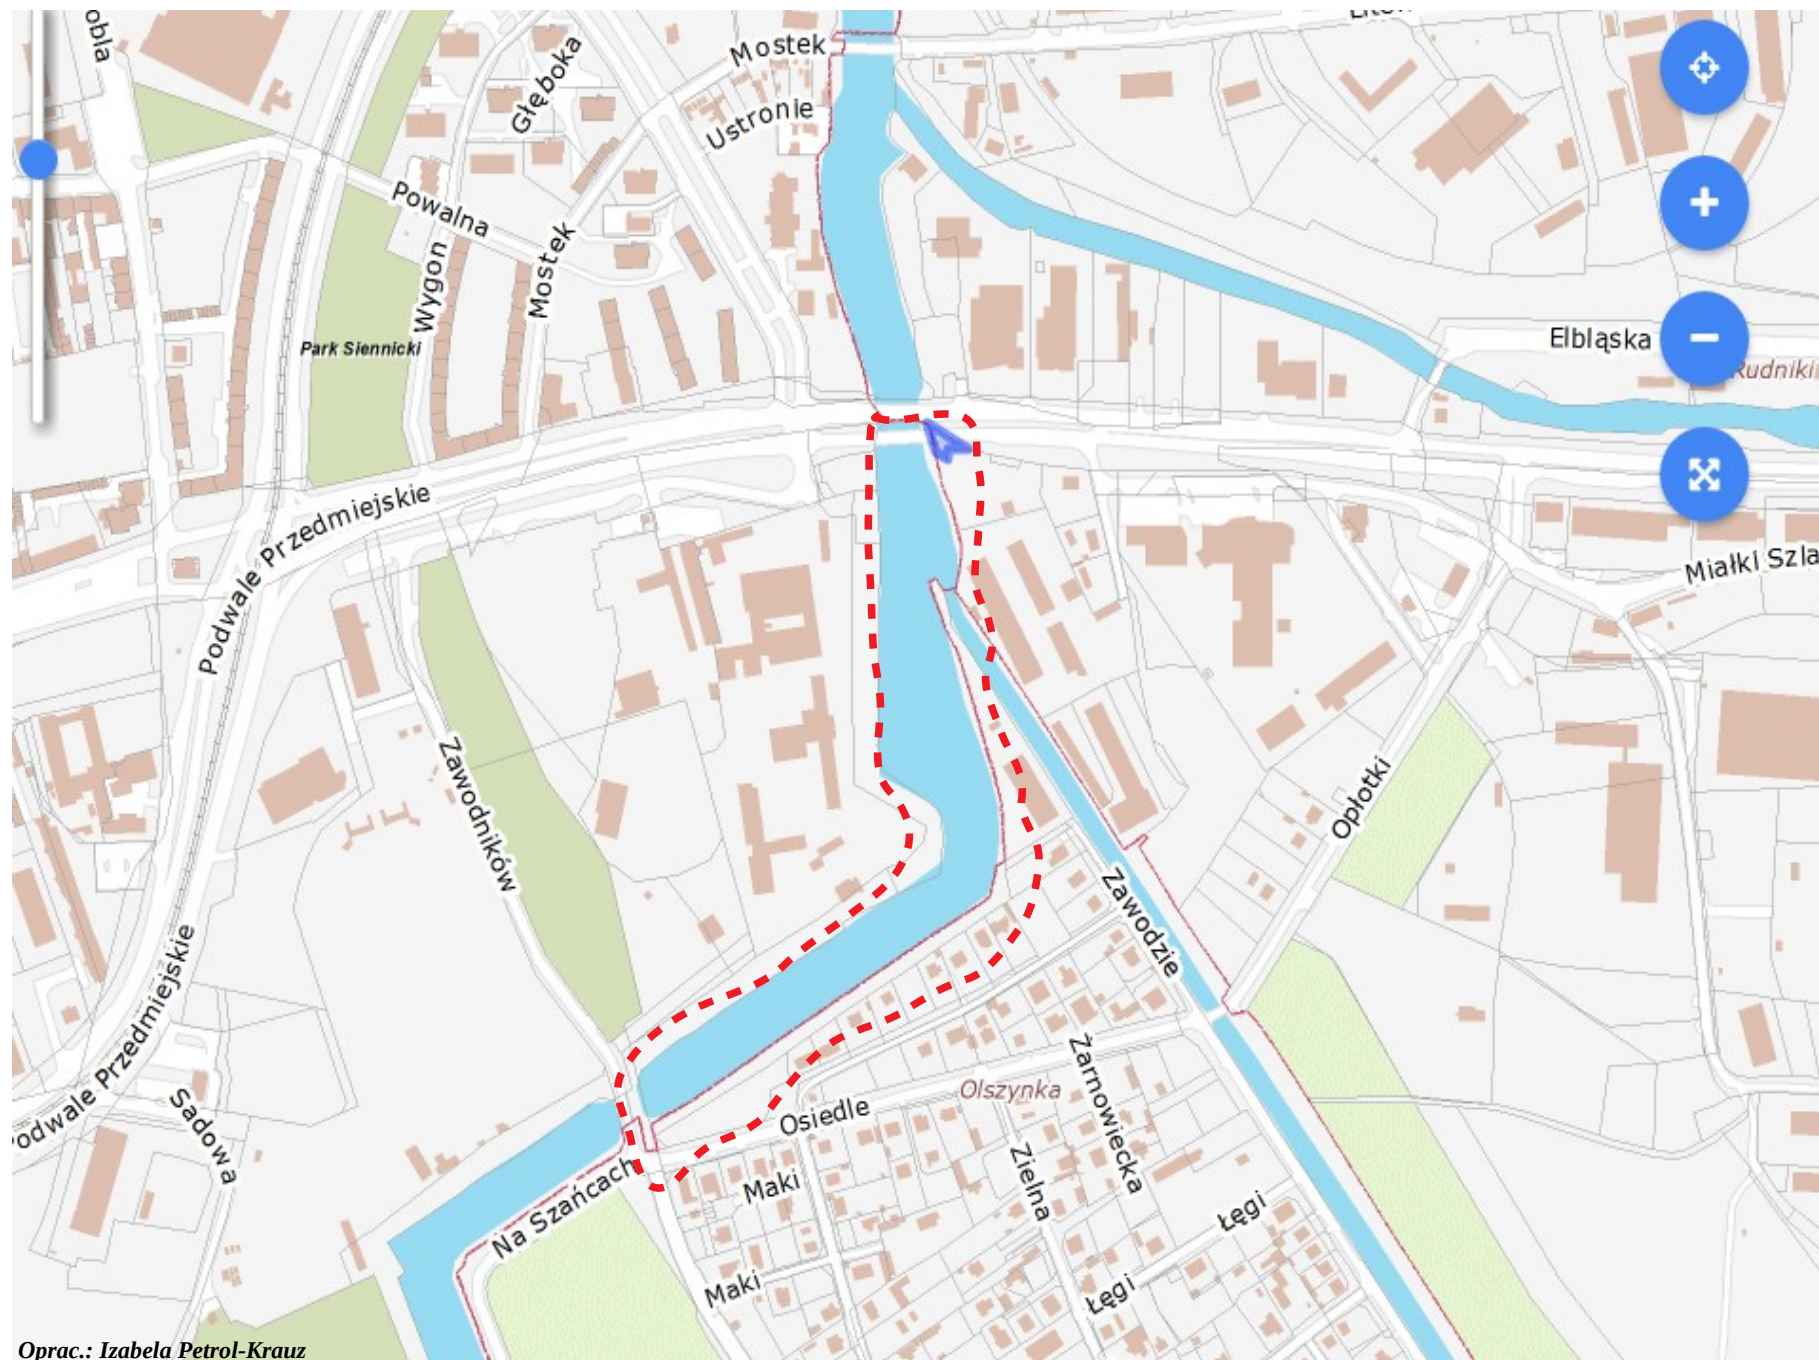 Mostek
Głęboka
Ustronie
Powalna
Wygon
Mostek
Park Siennicki
Elbląska
Rudniki
Podwale Przedmiejskie
Miałki Szla
Zawodników
Opłotki
Zawodzie
Podwale Przedmiejskie
Sadowa
Żarnowiecka
Olszynka
Osiedle
Zielna
Maki
Na Szańcach
Łęgi
Maki
Łęgi
Oprac.: Izabela Petrol-Krauz